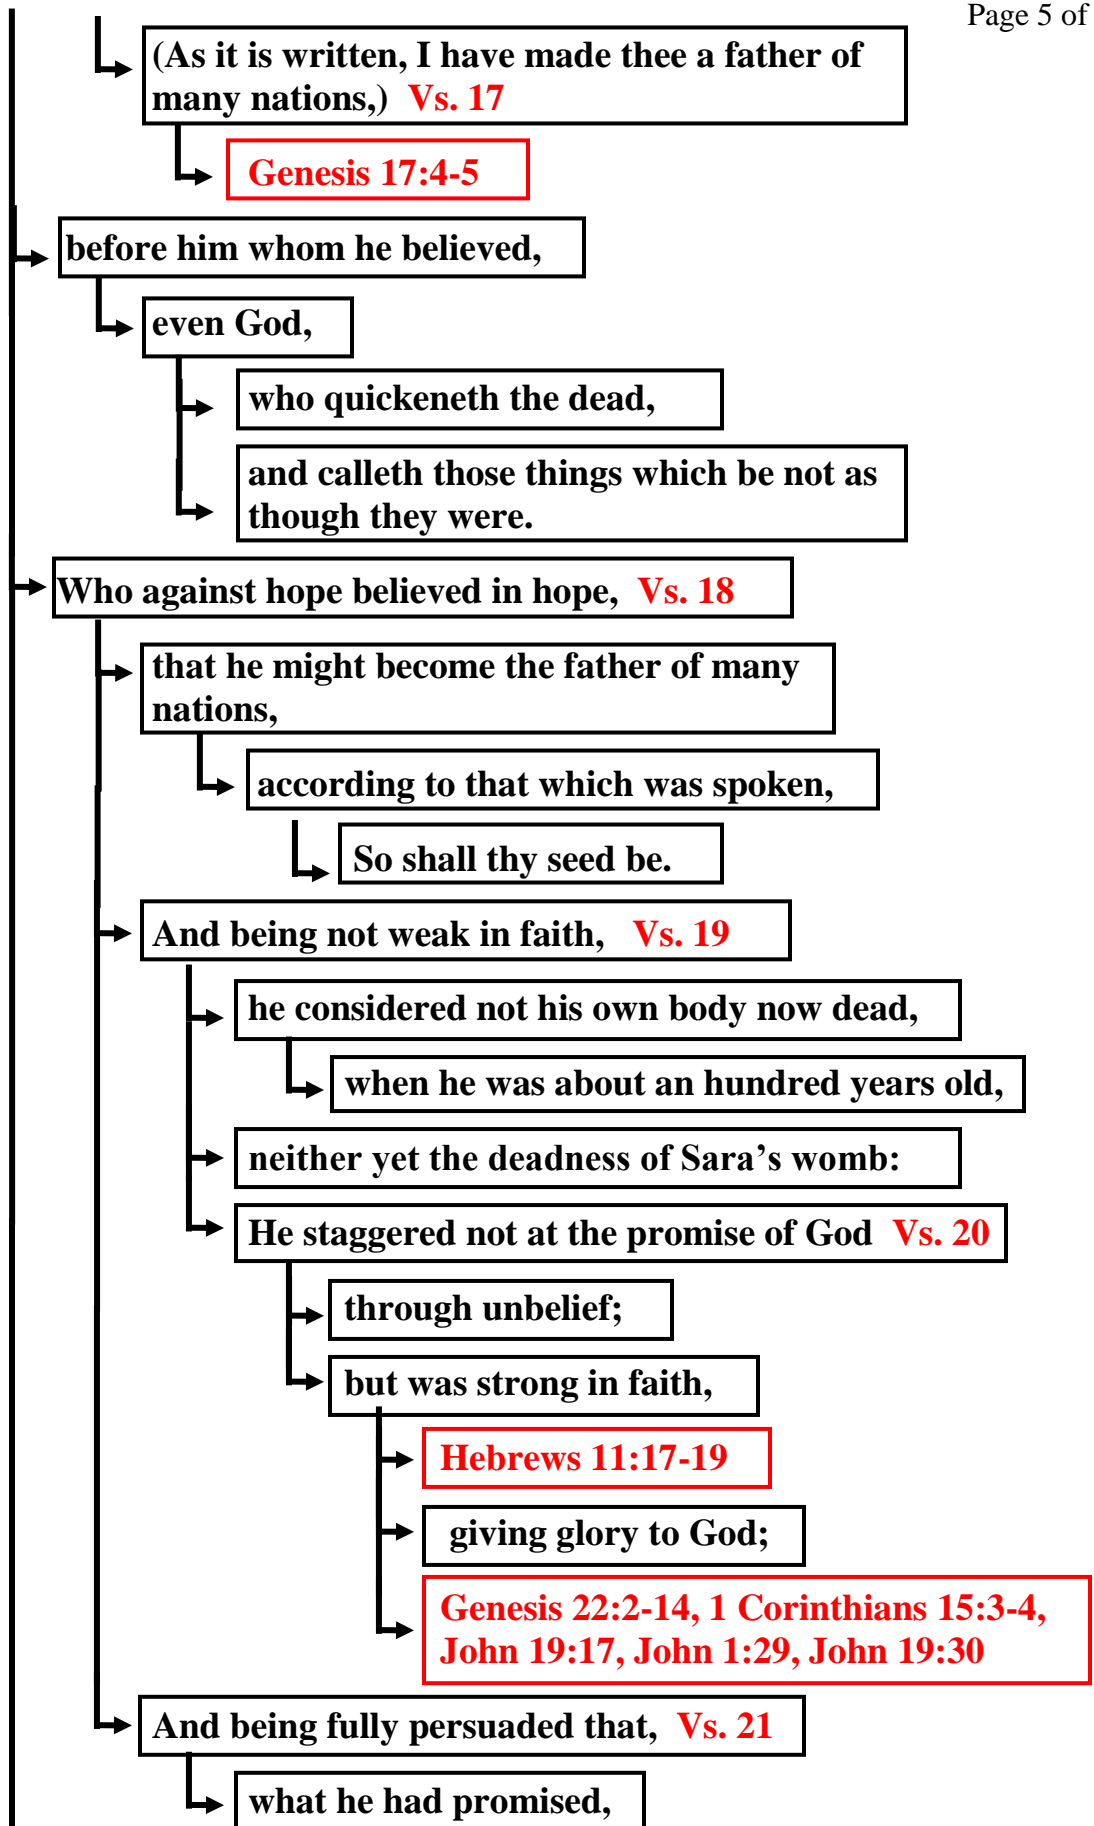 Page 5 of
(As it is written, I have made thee a father of
many nations,) Vs. 17
Genesis 17:4-5
before him whom he believed,
even God,
who quickeneth the dead,
and calleth those things which be not as
though they were.
Who against hope believed in hope, Vs. 18
that he might become the father of many
nations,
according to that which was spoken,
So shall thy seed be.
And being not weak in faith, Vs. 19
he considered not his own body now dead,
when he was about an hundred years old,
neither yet the deadness of Sara’s womb:
He staggered not at the promise of God Vs. 20
through unbelief;
but was strong in faith,
Hebrews 11:17-19
giving glory to God;
Genesis 22:2-14, 1 Corinthians 15:3-4,
John 19:17, John 1:29, John 19:30
And being fully persuaded that, Vs. 21
what he had promised,